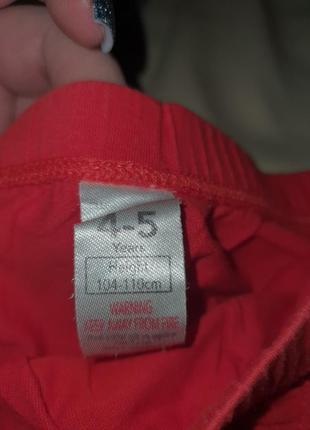 4-5
Years
Height
104-110cm
WARNING
KEEP AWAY FROM FIRE